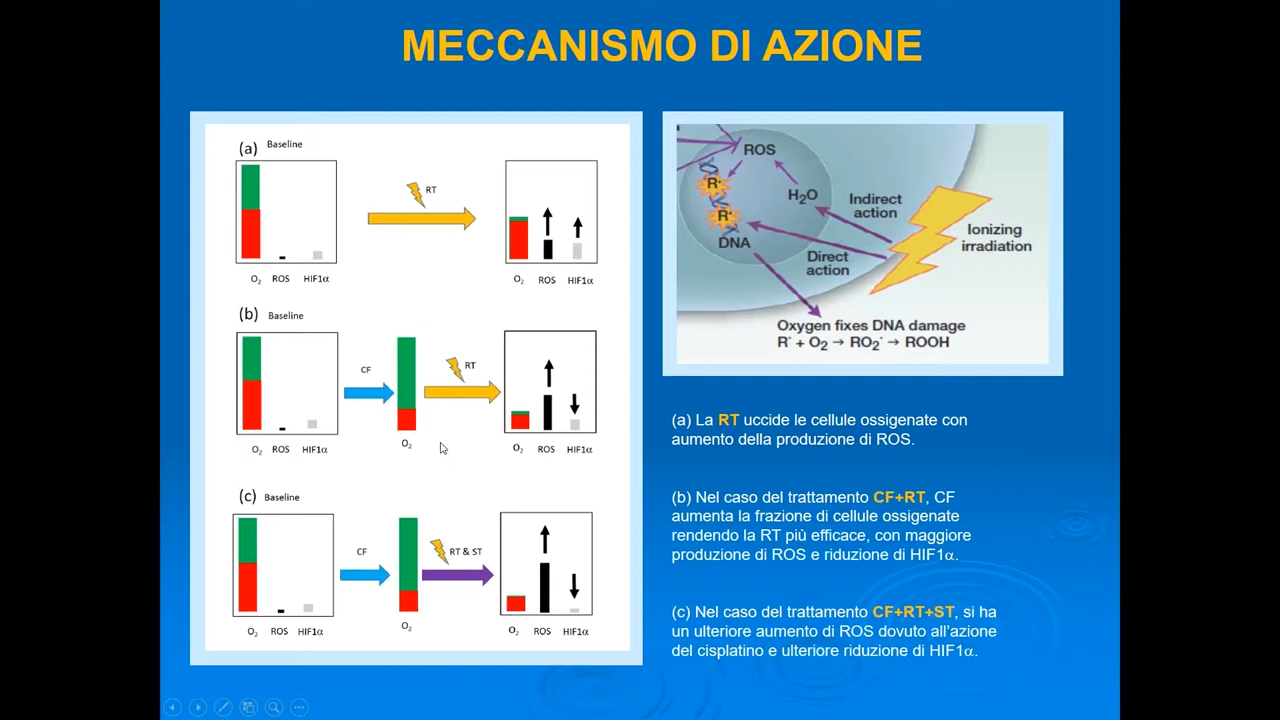 MECCANISMO DI AZIONE
(a) Baseline
RT
O₂ ROS HIF1α
O₂ ROS HIF1α
(b) Baseline
CF
RT
O₂ ROS HIF1α
O₂
O₂ ROS HIF1α
(c) Baseline
CF
RT & ST
O₂ ROS HIF1α
O₂
O₂ ROS HIF1α
ROS
R·
H₂O
R·
DNA
Indirect
action
Direct
action
Ionizing
irradiation
Oxygen fixes DNA damage
R· + O₂ → RO₂· → ROOH
(a) La RT uccide le cellule ossigenate con
aumento della produzione di ROS.
(b) Nel caso del trattamento CF+RT, CF
aumenta la frazione di cellule ossigenate
rendendo la RT più efficace, con maggiore
produzione di ROS e riduzione di HIF1α.
(c) Nel caso del trattamento CF+RT+ST, si ha
un ulteriore aumento di ROS dovuto all'azione
del cisplatino e ulteriore riduzione di HIF1α.